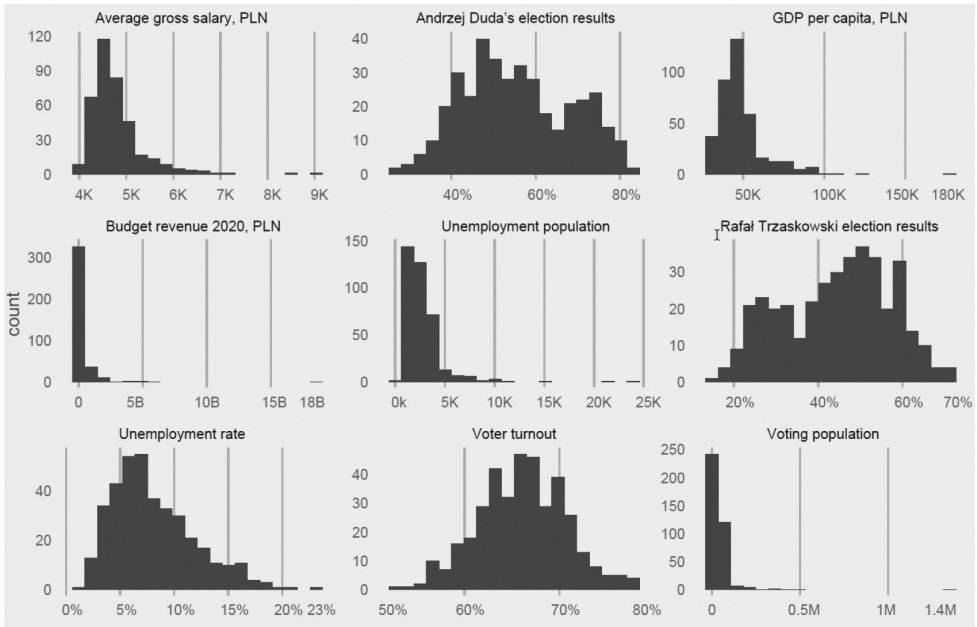 Average gross salary, PLN
120
90
60
30
0
4K 5K 6K 7K 8K 9K
Andrzej Duda's election results
40
30
20
10
0
40% 60% 80%
GDP per capita, PLN
100
50
0
50K 100K 150K 180K
count
Budget revenue 2020, PLN
300
200
100
0
0 5B 10B 15B 18B
Unemployment population
150
100
50
0
0k 5K 10K 15K 20K 25K
Rafał Trzaskowski election results
30
20
10
0
20% 40% 60% 70%
Unemployment rate
40
20
0
0% 5% 10% 15% 20% 23%
Voter turnout
40
30
20
10
0
50% 60% 70% 80%
Voting population
250
200
150
100
50
0
0 0.5M 1M 1.4M